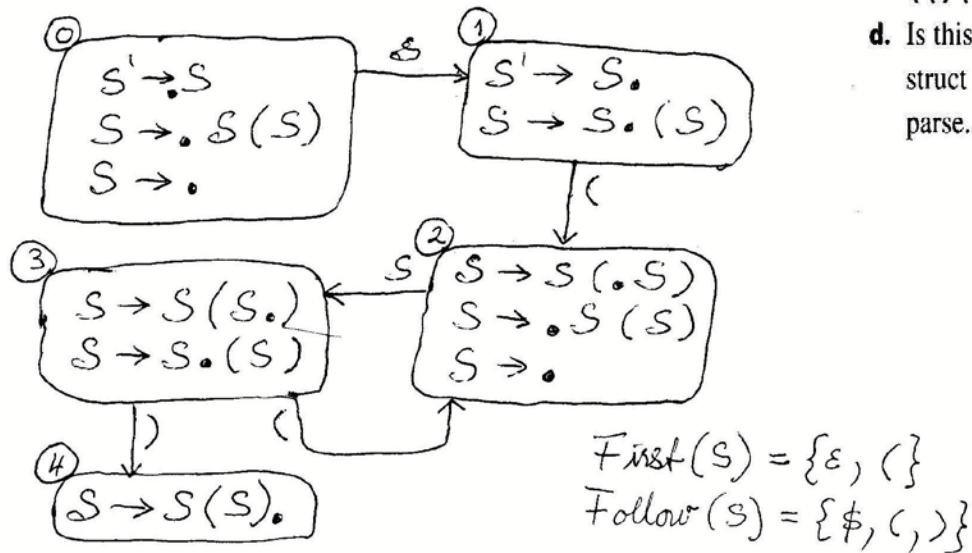 0
S' → .S
S → . S (S)
S → .
S
1
S' → S.
S → S. (S)
(
d. Is this
struct
parse.
2
S → S (. S)
S → . S (S)
S → .
S
3
S → S (S.)
S → S. (S)
)
(
4
S → S (S).
First (S) = {ε, (}
Follow (S) = {$, (, )}